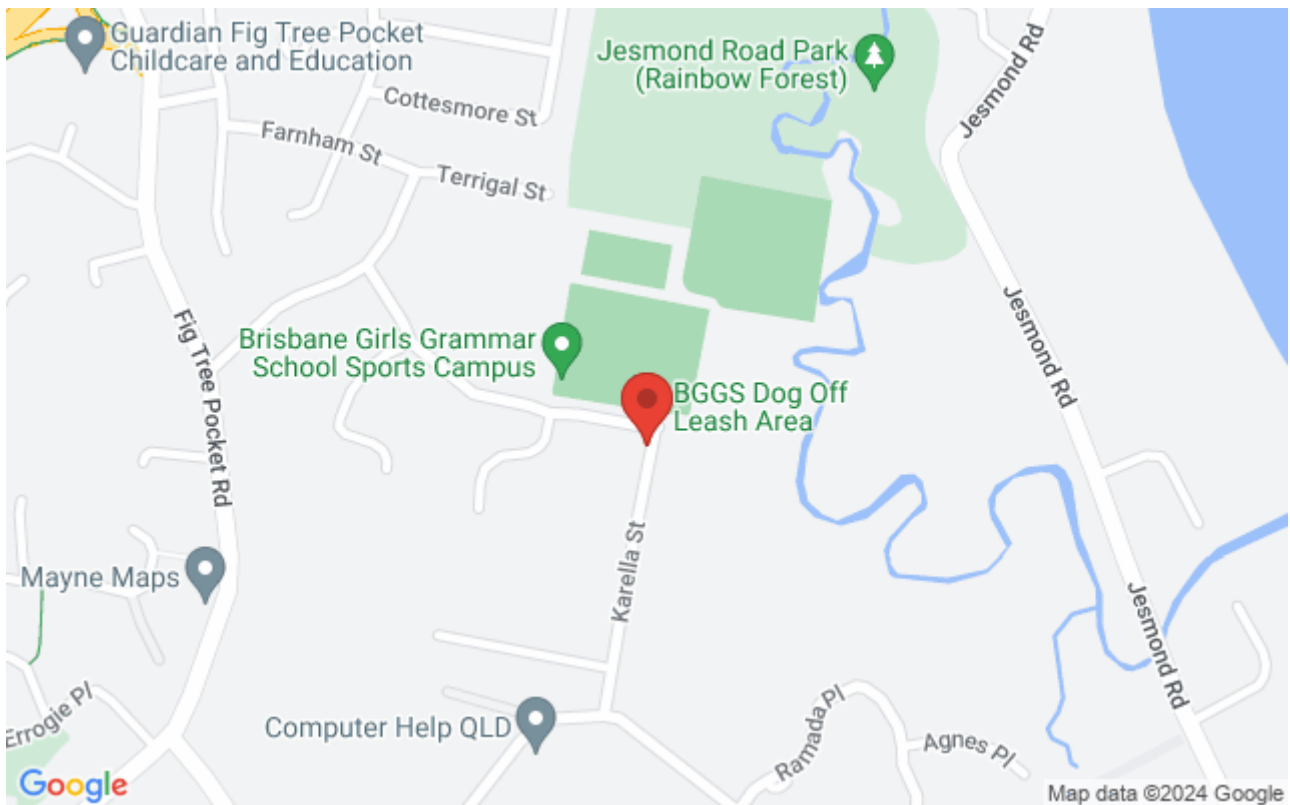 Guardian Fig Tree Pocket
Childcare and Education
Jesmond Road Park
(Rainbow Forest)
Jesmond Rd
Cottesmore St
Farnham St
Terrigal St
Jesmond Rd
Fig Tree Pocket Rd
Brisbane Girls Grammar
School Sports Campus
BGGS Dog Off
Leash Area
Mayne Maps
Karella St
Jesmond Rd
Errogie Pl
Computer Help QLD
Ramada Pl
Agnes Pl
Google
Map data ©2024 Google